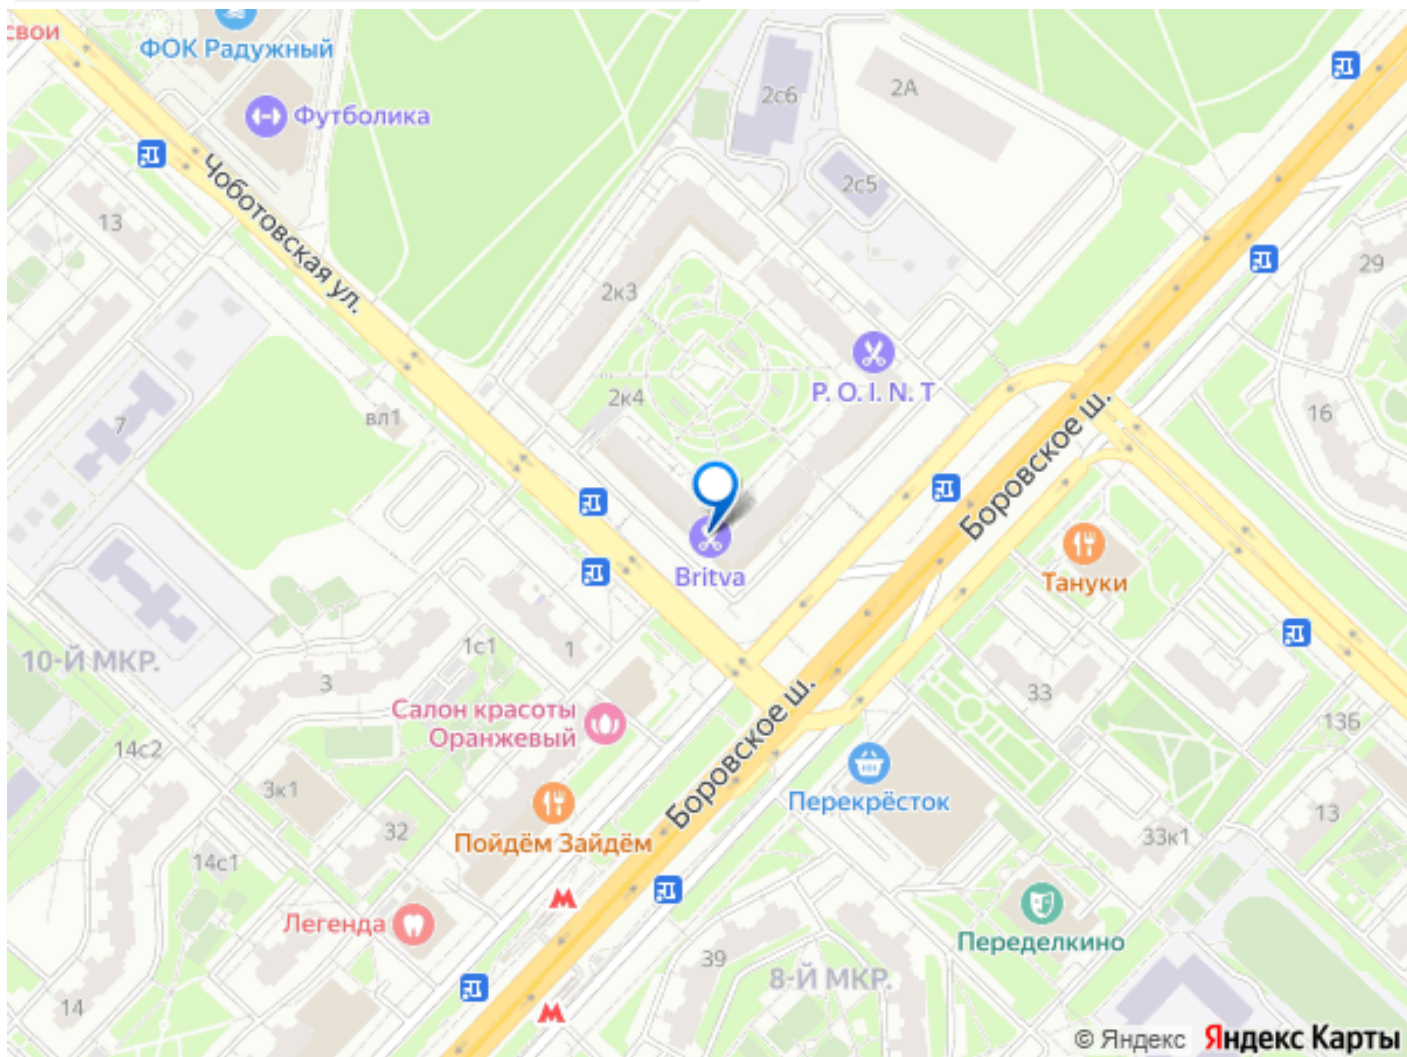 свои
ФОК Радужный
Футболика
2с6
2А
Чоботовская ул.
2с5
13
29
2к3
P. O. I. N. T
2к4
вл1
7
16
Боровское ш.
Britva
Тануки
10-Й МКР.
1с1
1
3
33
13Б
Салон красоты
Оранжевый
14с2
Боровское ш.
3к1
Перекрёсток
32
Пойдём Зайдём
13
33к1
14с1
Легенда
Переделкино
39
8-Й МКР.
14
© Яндекс Яндекс Карты